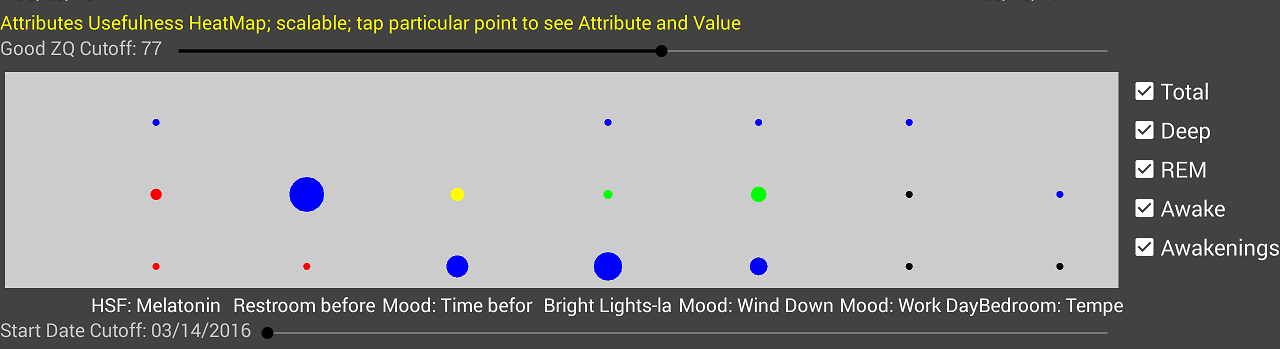 Attributes Usefulness HeatMap; scalable; tap particular point to see Attribute and Value
Good ZQ Cutoff: 77
Total
Deep
REM
Awake
Awakenings
HSF: Melatonin Restroom before Mood: Time befor Bright Lights-la Mood: Wind Down Mood: Work Day Bedroom: Tempe
Start Date Cutoff: 03/14/2016